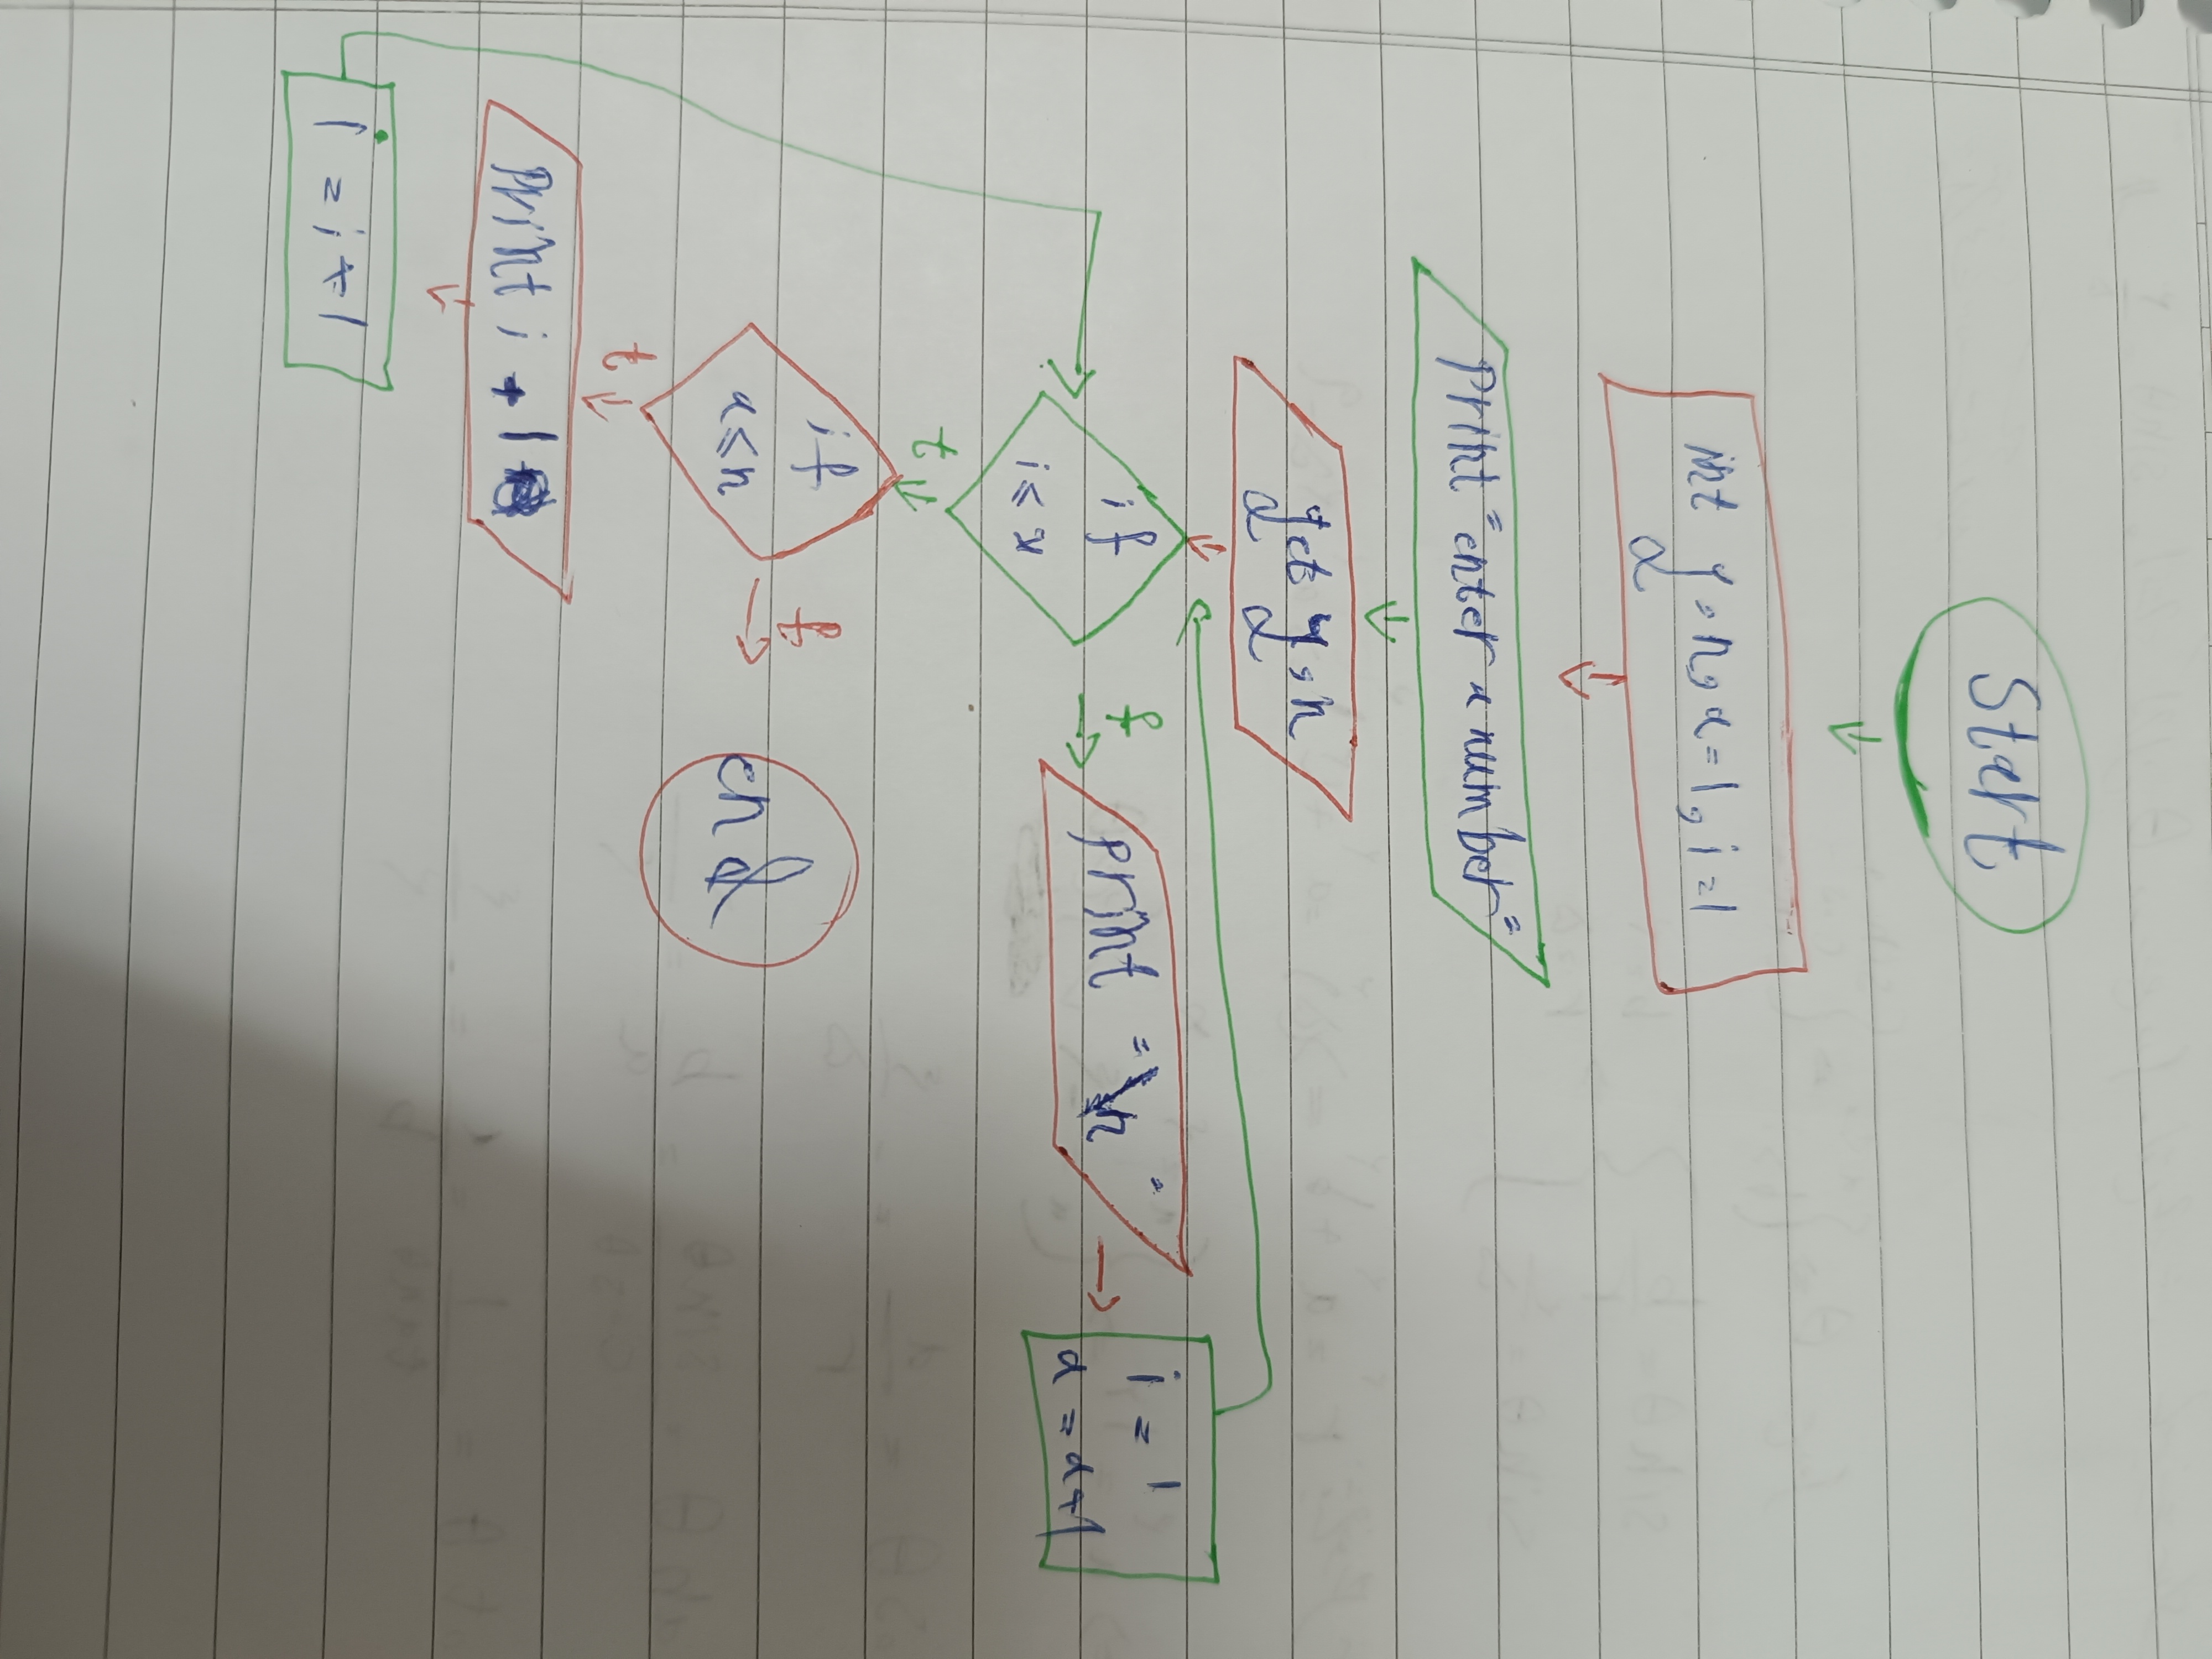 Start
int y, n, a=1, i=1
print "enter a number"
get y, n
if
i ≤ y
f
print "\n"
i = 1
a = a+1
t
if
a ≤ n
f
end
t
print i + 1
i = i+1